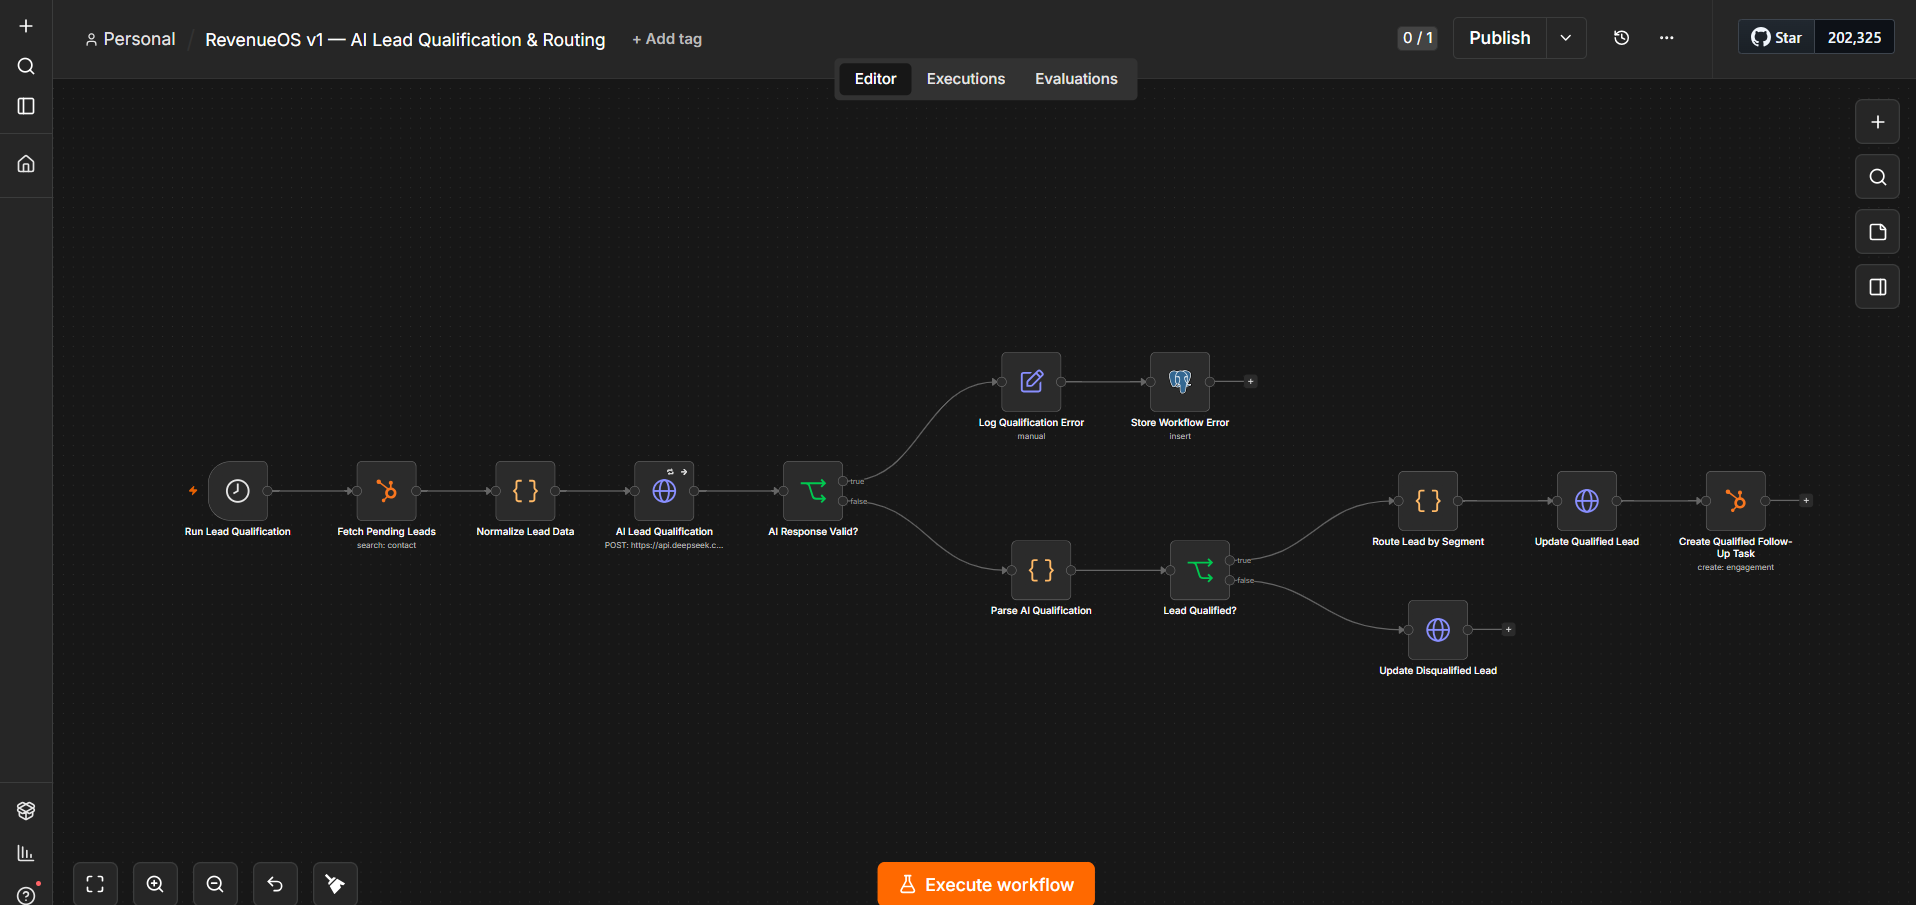 Personal / RevenueOS v1 — AI Lead Qualification & Routing + Add tag
0 / 1 Publish Star 202,325
Editor Executions Evaluations
Log Qualification Error
manual
Store Workflow Error
insert
true
false
Run Lead Qualification
Fetch Pending Leads
search: contact
Normalize Lead Data
AI Lead Qualification
POST: https://api.deepseek.c...
AI Response Valid?
Route Lead by Segment
Update Qualified Lead
Create Qualified Follow-
Up Task
create: engagement
true
false
Parse AI Qualification
Lead Qualified?
Update Disqualified Lead
Execute workflow